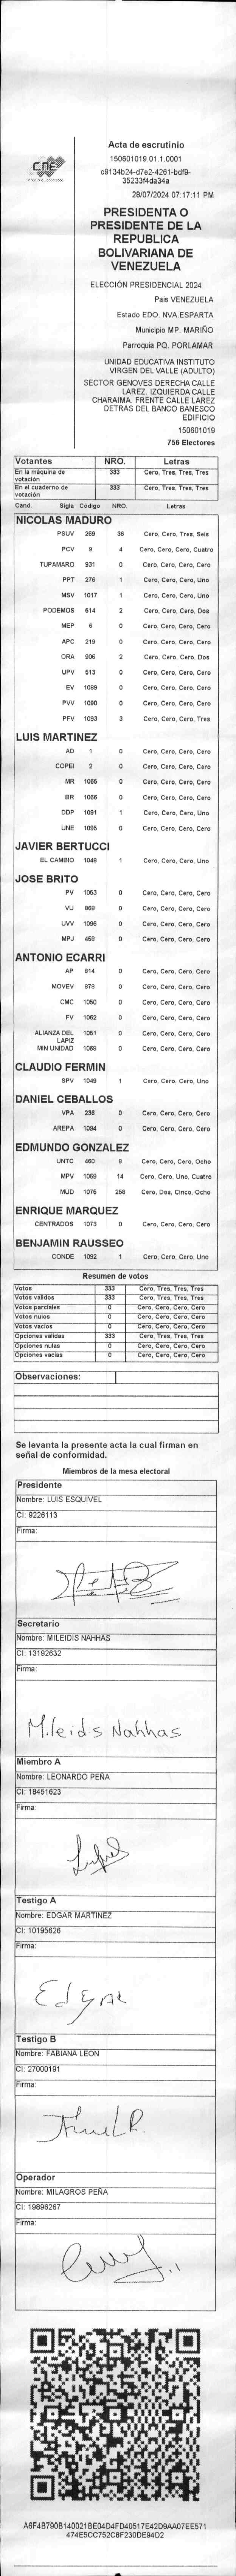 CNE
Acta de escrutinio
150601019.01.1.0001
c9134b24-d7e2-4261-bdf9-
35233f4da34a
28/07/2024 07:17:11 PM
PRESIDENTA O
PRESIDENTE DE LA
REPUBLICA
BOLIVARIANA DE
VENEZUELA
ELECCIÓN PRESIDENCIAL 2024
Pais VENEZUELA
Estado EDO. NVA.ESPARTA
Municipio MP. MARIÑO
Parroquia PQ. PORLAMAR
UNIDAD EDUCATIVA INSTITUTO
VIRGEN DEL VALLE (ADULTO)
SECTOR GENOVES DERECHA CALLE
LAREZ. IZQUIERDA CALLE
CHARAIMA. FRENTE CALLE LAREZ
DETRAS DEL BANCO BANESCO
EDIFICIO
150601019
756 Electores
Votantes NRO. Letras
En la máquina de votación 333 Cero, Tres, Tres, Tres
En el cuaderno de votación 333 Cero, Tres, Tres, Tres
Cand. Sigla Código NRO. Letras
NICOLAS MADURO
PSUV 269 36 Cero, Cero, Tres, Seis
PCV 9 4 Cero, Cero, Cero, Cuatro
TUPAMARO 931 0 Cero, Cero, Cero, Cero
PPT 276 1 Cero, Cero, Cero, Uno
MSV 1017 1 Cero, Cero, Cero, Uno
PODEMOS 514 2 Cero, Cero, Cero, Dos
MEP 6 0 Cero, Cero, Cero, Cero
APC 219 0 Cero, Cero, Cero, Cero
ORA 906 2 Cero, Cero, Cero, Dos
UPV 513 0 Cero, Cero, Cero, Cero
EV 1089 0 Cero, Cero, Cero, Cero
PVV 1090 0 Cero, Cero, Cero, Cero
PFV 1093 3 Cero, Cero, Cero, Tres
LUIS MARTINEZ
AD 1 0 Cero, Cero, Cero, Cero
COPEI 2 0 Cero, Cero, Cero, Cero
MR 1065 0 Cero, Cero, Cero, Cero
BR 1066 0 Cero, Cero, Cero, Cero
DDP 1091 1 Cero, Cero, Cero, Uno
UNE 1095 0 Cero, Cero, Cero, Cero
JAVIER BERTUCCI
EL CAMBIO 1048 1 Cero, Cero, Cero, Uno
JOSE BRITO
PV 1053 0 Cero, Cero, Cero, Cero
VU 868 0 Cero, Cero, Cero, Cero
UVV 1096 0 Cero, Cero, Cero, Cero
MPJ 458 0 Cero, Cero, Cero, Cero
ANTONIO ECARRI
AP 814 0 Cero, Cero, Cero, Cero
MOVEV 878 0 Cero, Cero, Cero, Cero
CMC 1050 0 Cero, Cero, Cero, Cero
FV 1062 0 Cero, Cero, Cero, Cero
ALIANZA DEL LAPIZ 1051 0 Cero, Cero, Cero, Cero
MIN UNIDAD 1068 0 Cero, Cero, Cero, Cero
CLAUDIO FERMIN
SPV 1049 1 Cero, Cero, Cero, Uno
DANIEL CEBALLOS
VPA 236 0 Cero, Cero, Cero, Cero
AREPA 1094 0 Cero, Cero, Cero, Cero
EDMUNDO GONZALEZ
UNTC 460 8 Cero, Cero, Cero, Ocho
MPV 1069 14 Cero, Cero, Uno, Cuatro
MUD 1075 258 Cero, Dos, Cinco, Ocho
ENRIQUE MARQUEZ
CENTRADOS 1073 0 Cero, Cero, Cero, Cero
BENJAMIN RAUSSEO
CONDE 1092 1 Cero, Cero, Cero, Uno
Resumen de votos
Votos 333 Cero, Tres, Tres, Tres
Votos validos 333 Cero, Tres, Tres, Tres
Votos parciales 0 Cero, Cero, Cero, Cero
Votos nulos 0 Cero, Cero, Cero, Cero
Votos vacios 0 Cero, Cero, Cero, Cero
Opciones validas 333 Cero, Tres, Tres, Tres
Opciones nulas 0 Cero, Cero, Cero, Cero
Opciones vacias 0 Cero, Cero, Cero, Cero
Observaciones:
Se levanta la presente acta la cual firman en
señal de conformidad.
Miembros de la mesa electoral
Presidente
Nombre: LUIS ESQUIVEL
CI: 9226113
Firma:
Secretario
Nombre: MILEIDIS NAHHAS
CI: 13192632
Firma:
Mileids Nahhas
Miembro A
Nombre: LEONARDO PEÑA
CI: 18451623
Firma:
Testigo A
Nombre: EDGAR MARTINEZ
CI: 10195626
Firma:
Edgar
Testigo B
Nombre: FABIANA LEON
CI: 27000191
Firma:
Operador
Nombre: MILAGROS PEÑA
CI: 19896267
Firma:
A6F4B790B140021BE04D4FD40517E42D9AA07EE571
474E5CC752C8F230DE94D2